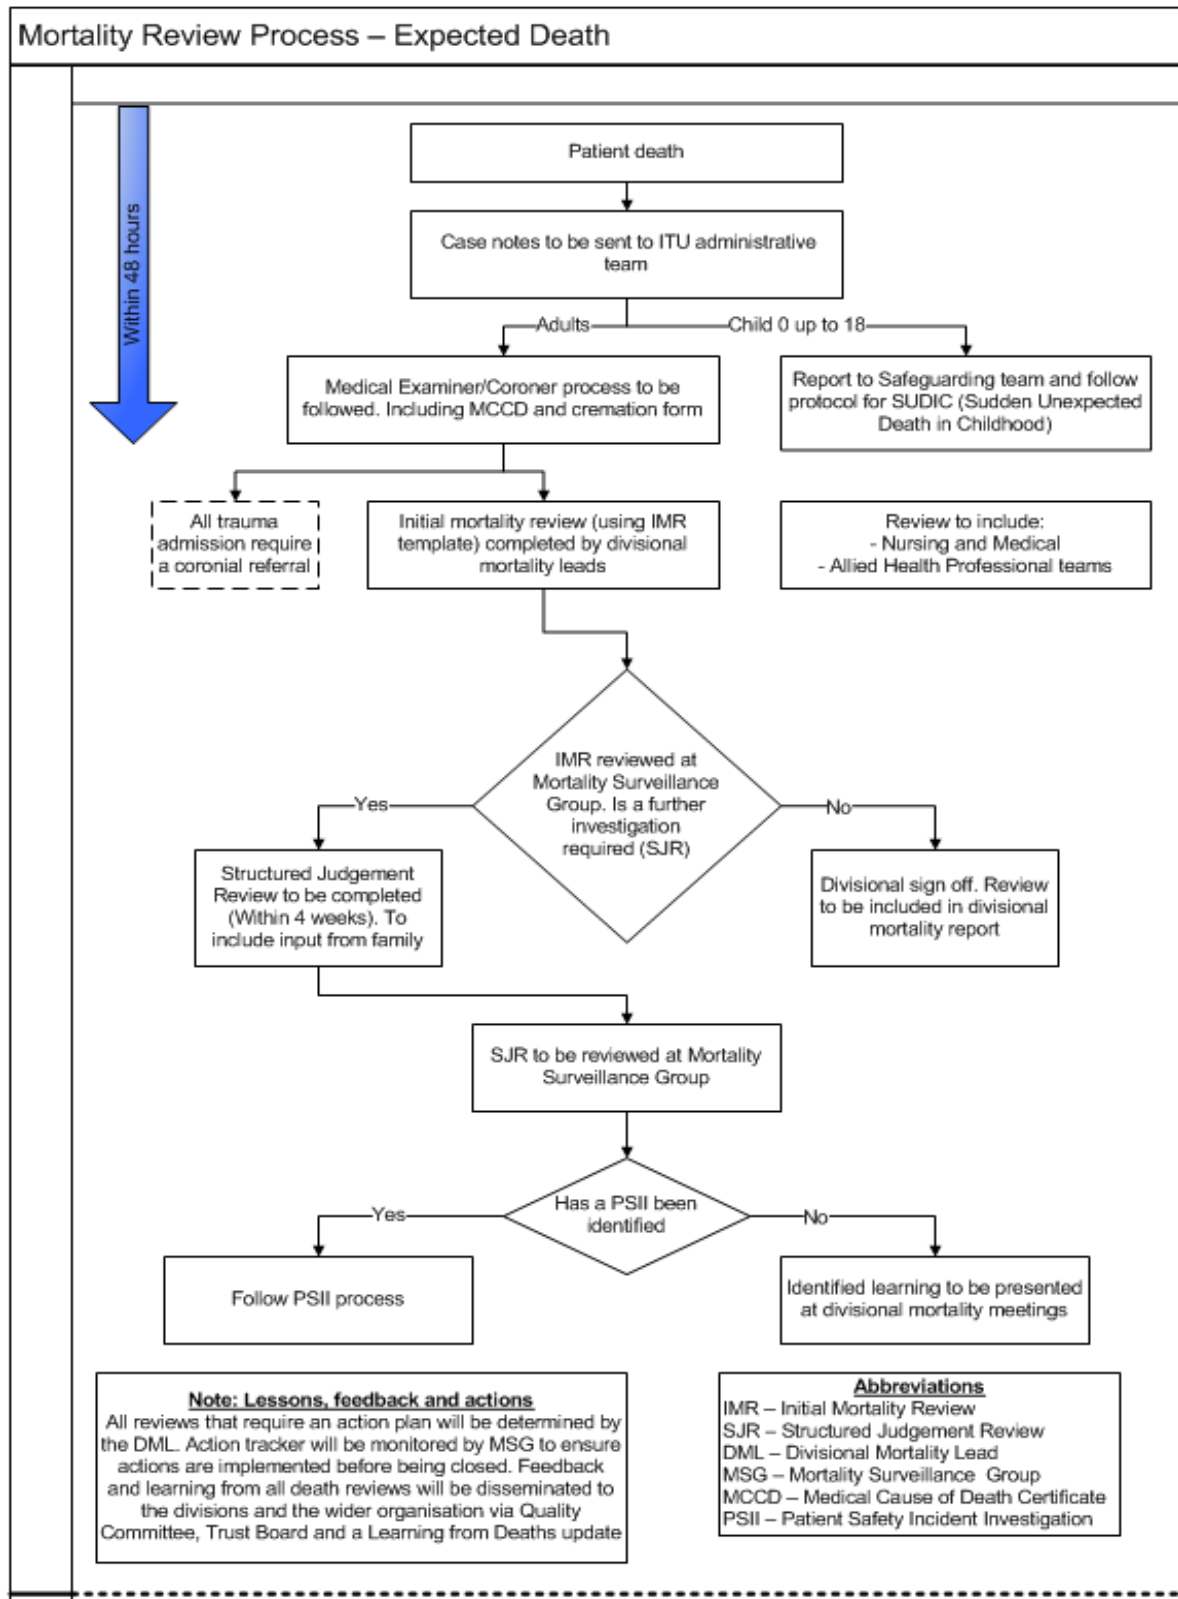 Mortality Review Process – Expected Death
Within 48 hours
Patient death
Case notes to be sent to ITU administrative
team
Adults
Child 0 up to 18
Medical Examiner/Coroner process to be
followed. Including MCCD and cremation form
Report to Safeguarding team and follow
protocol for SUDIC (Sudden Unexpected
Death in Childhood)
All trauma
admission require
a coronial referral
Initial mortality review (using IMR
template) completed by divisional
mortality leads
Review to include:
- Nursing and Medical
- Allied Health Professional teams
IMR reviewed at
Mortality Surveillance
Group. Is a further
investigation
required (SJR)
Yes
No
Structured Judgement
Review to be completed
(Within 4 weeks). To
include input from family
Divisional sign off. Review
to be included in divisional
mortality report
SJR to be reviewed at Mortality
Surveillance Group
Has a PSII been
identified
Yes
No
Follow PSII process
Identified learning to be presented
at divisional mortality meetings
Note: Lessons, feedback and actions
All reviews that require an action plan will be determined by
the DML. Action tracker will be monitored by MSG to ensure
actions are implemented before being closed. Feedback
and learning from all death reviews will be disseminated to
the divisions and the wider organisation via Quality
Committee, Trust Board and a Learning from Deaths update
Abbreviations
IMR – Initial Mortality Review
SJR – Structured Judgement Review
DML – Divisional Mortality Lead
MSG – Mortality Surveillance Group
MCCD – Medical Cause of Death Certificate
PSII – Patient Safety Incident Investigation